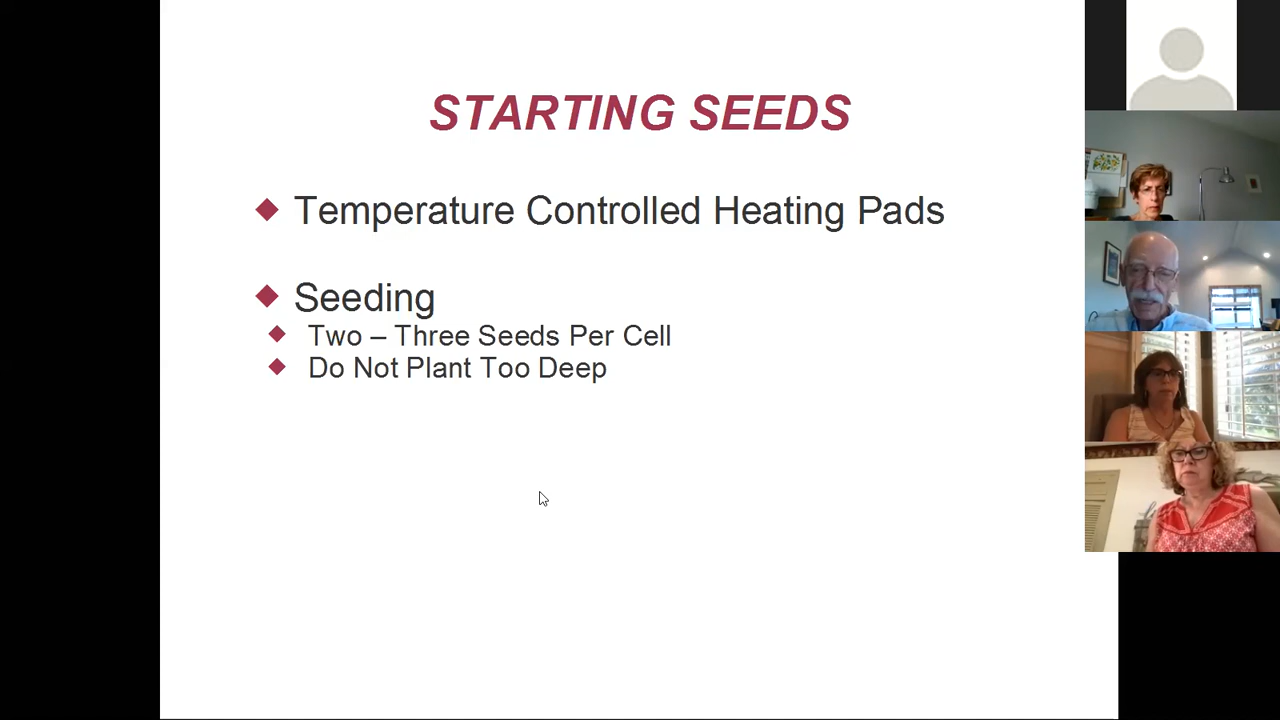 STARTING SEEDS
Temperature Controlled Heating Pads
Seeding
Two – Three Seeds Per Cell
Do Not Plant Too Deep